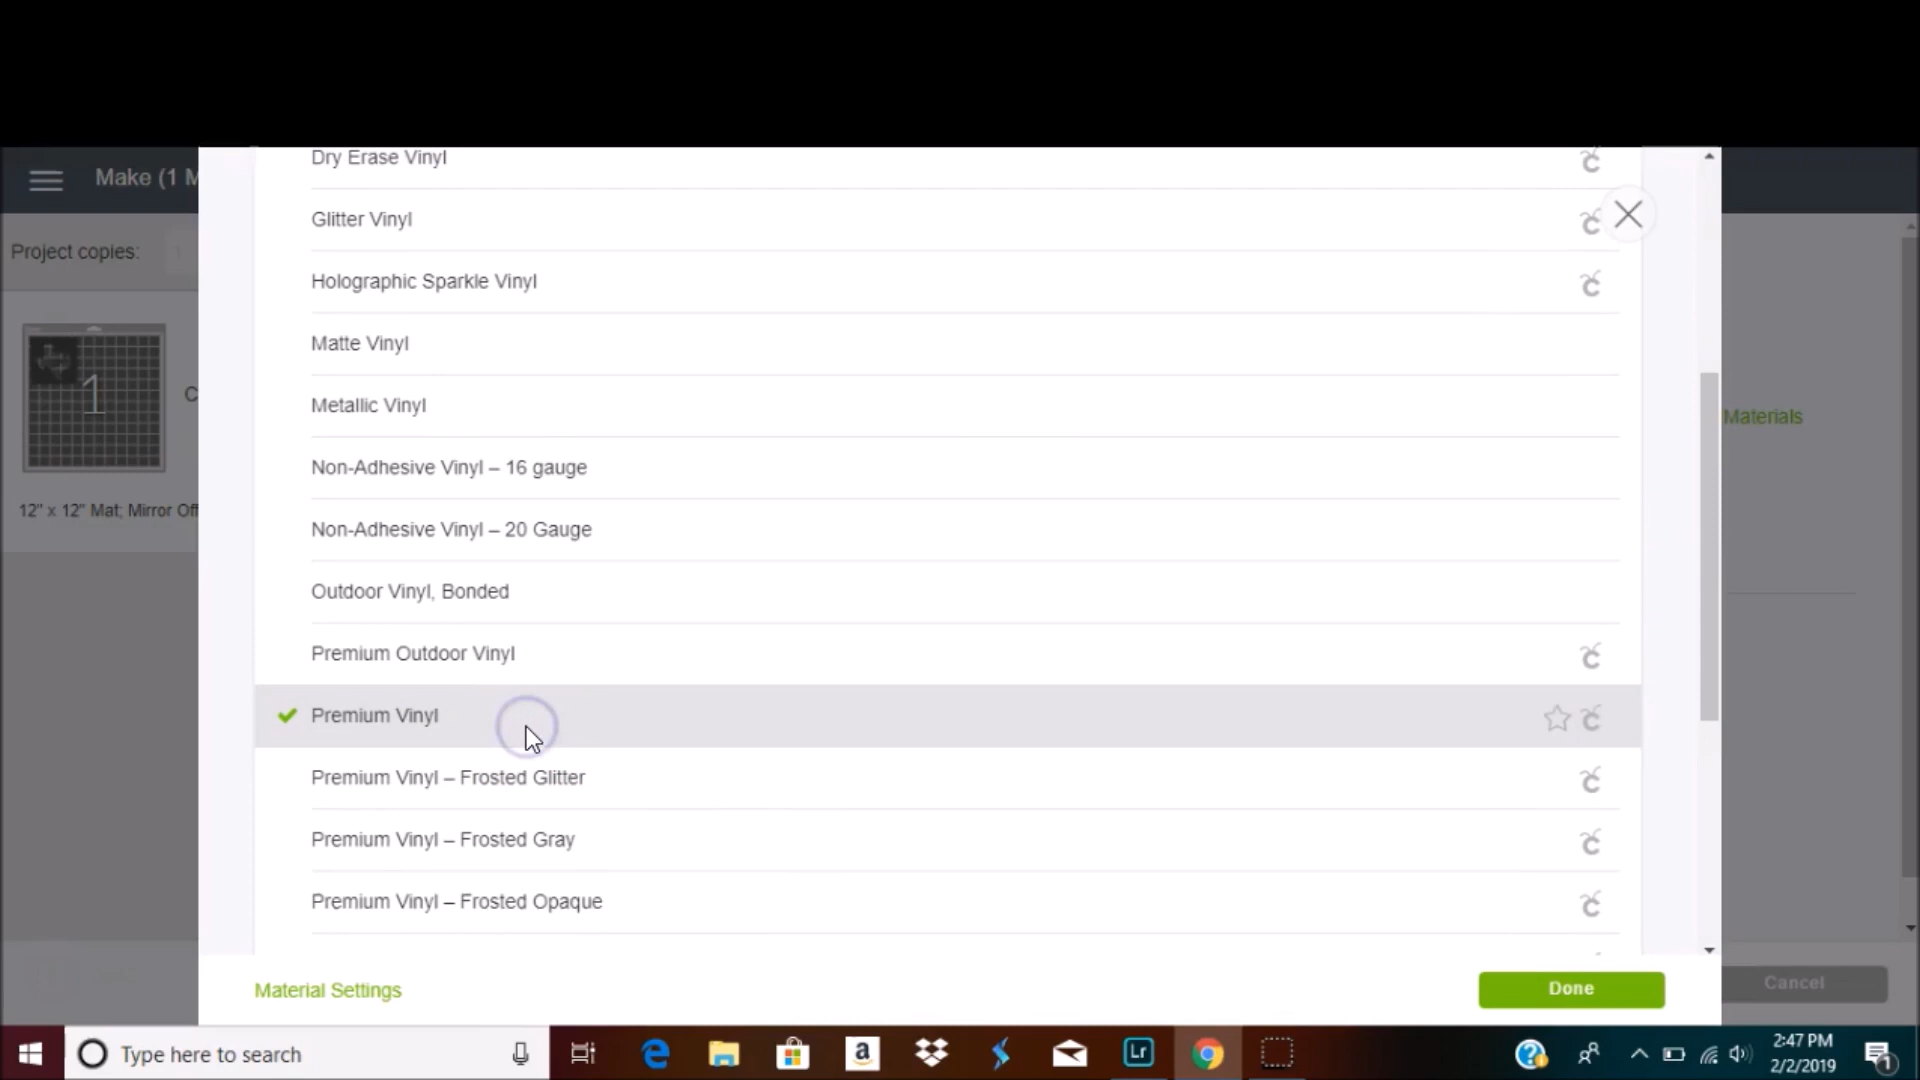 Dry Erase Vinyl
Make (1 M
Glitter Vinyl
Project copies:
Holographic Sparkle Vinyl
Matte Vinyl
1
C
Metallic Vinyl
Materials
Non-Adhesive Vinyl – 16 gauge
12" x 12" Mat; Mirror Off
Non-Adhesive Vinyl – 20 Gauge
Outdoor Vinyl, Bonded
Premium Outdoor Vinyl
Premium Vinyl
Premium Vinyl – Frosted Glitter
Premium Vinyl – Frosted Gray
Premium Vinyl – Frosted Opaque
Material Settings
Done
Cancel
Type here to search
Lr
2:47 PM
2/2/2019
1